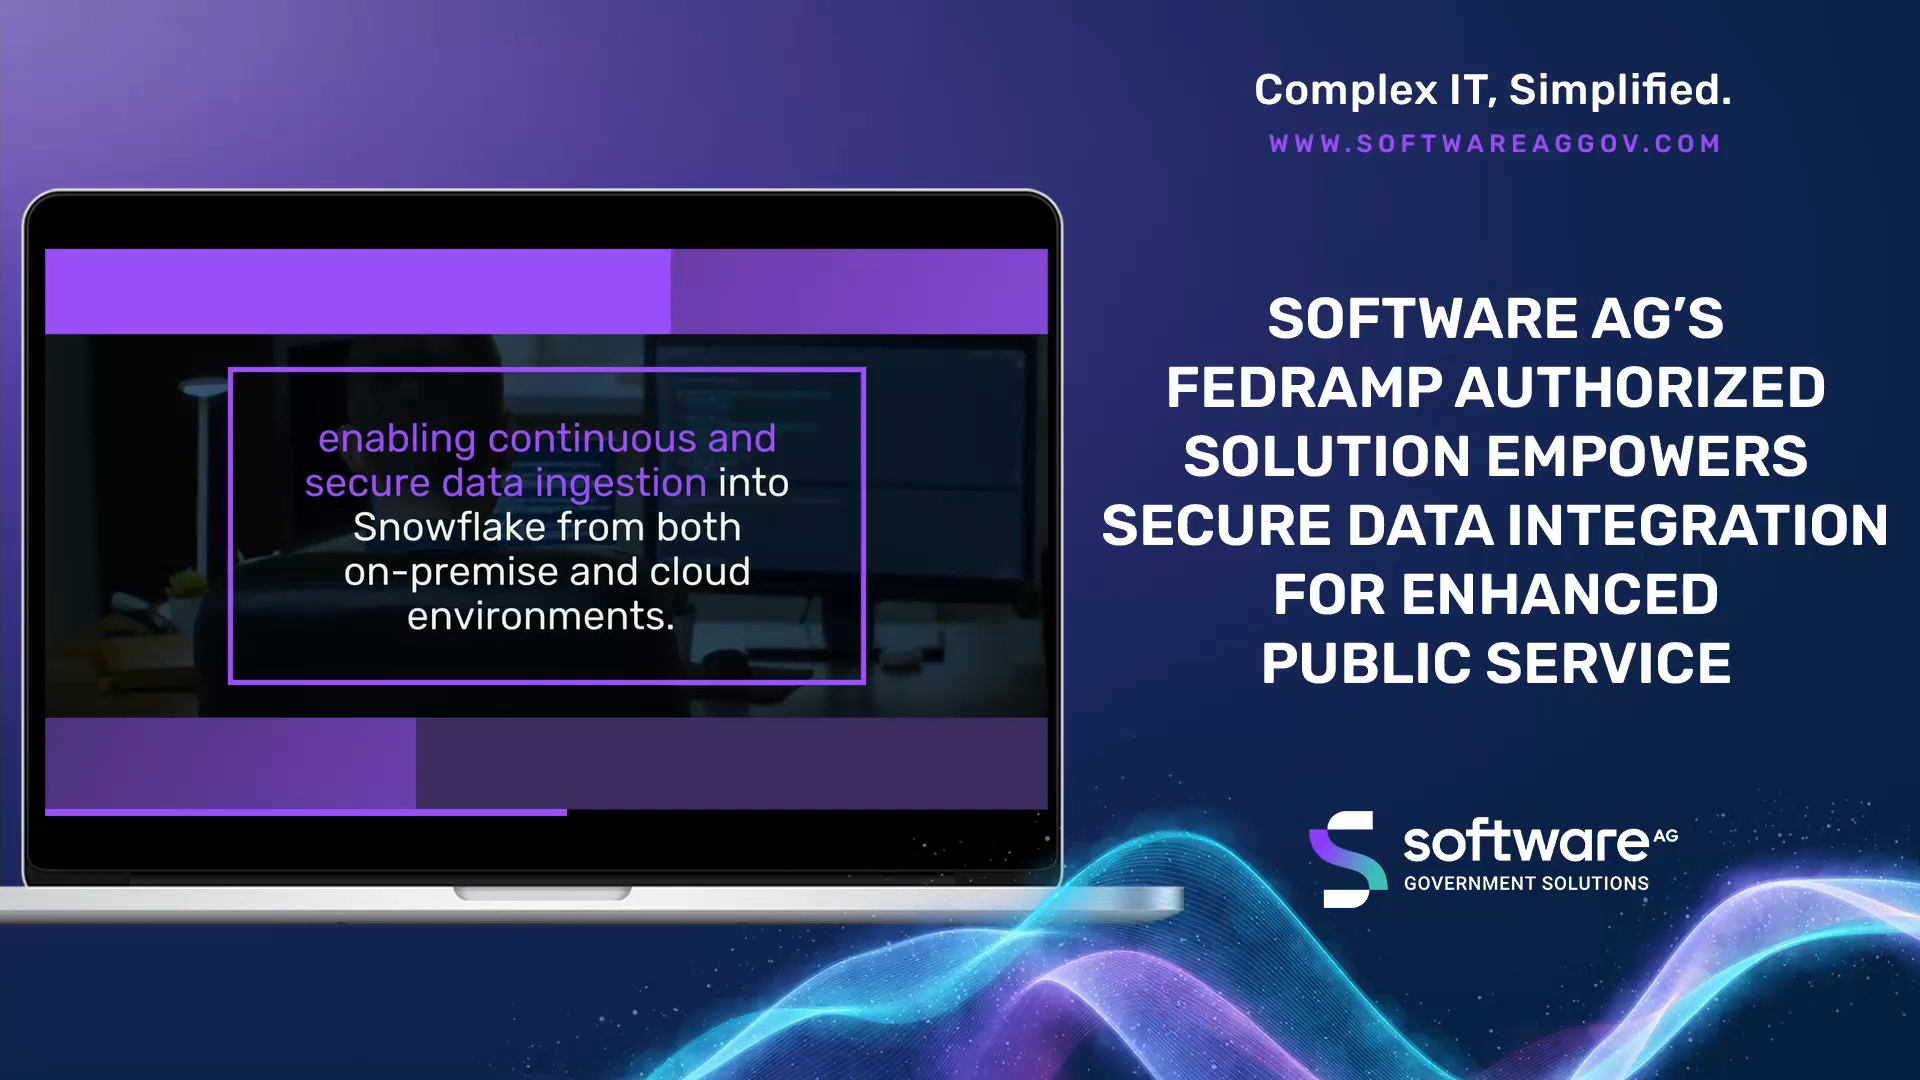 Complex IT, Simplified.
WWW.SOFTWAREAGGOV.COM
enabling continuous and
secure data ingestion into
Snowflake from both
on-premise and cloud
environments.
SOFTWARE AG’S
FEDRAMP AUTHORIZED
SOLUTION EMPOWERS
SECURE DATA INTEGRATION
FOR ENHANCED
PUBLIC SERVICE
software AG
GOVERNMENT SOLUTIONS